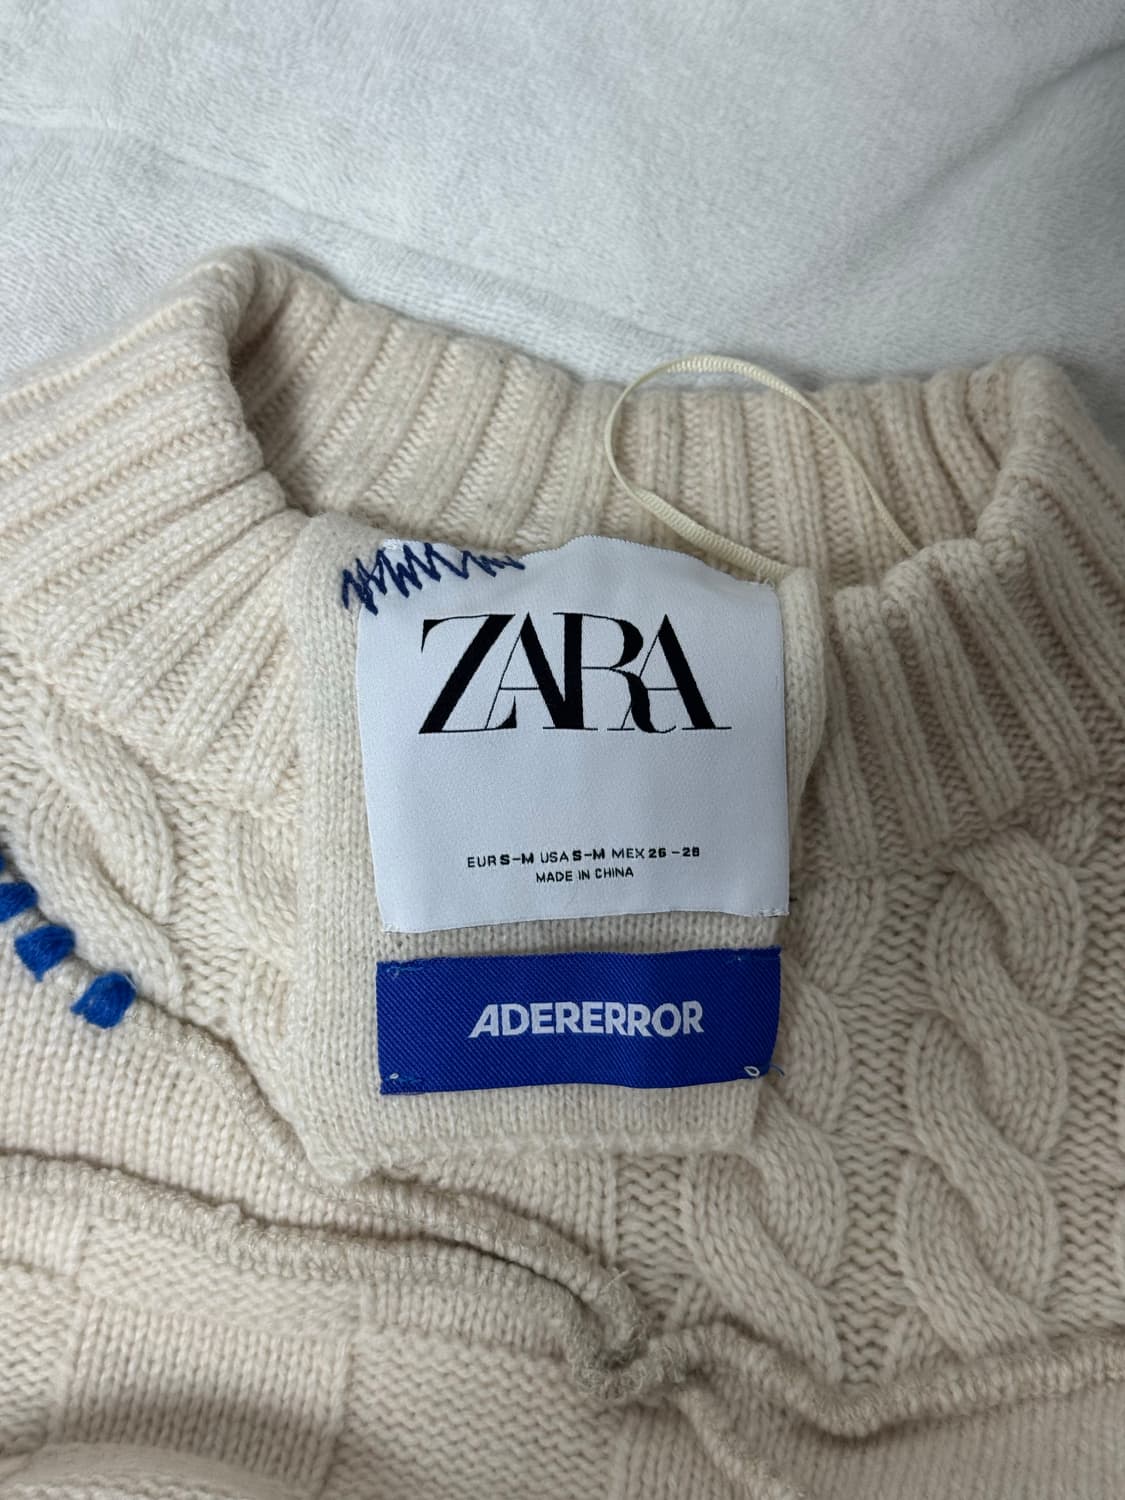 ZARA
EUR S-M USA S-M MEX 26-28
MADE IN CHINA
ADERERROR